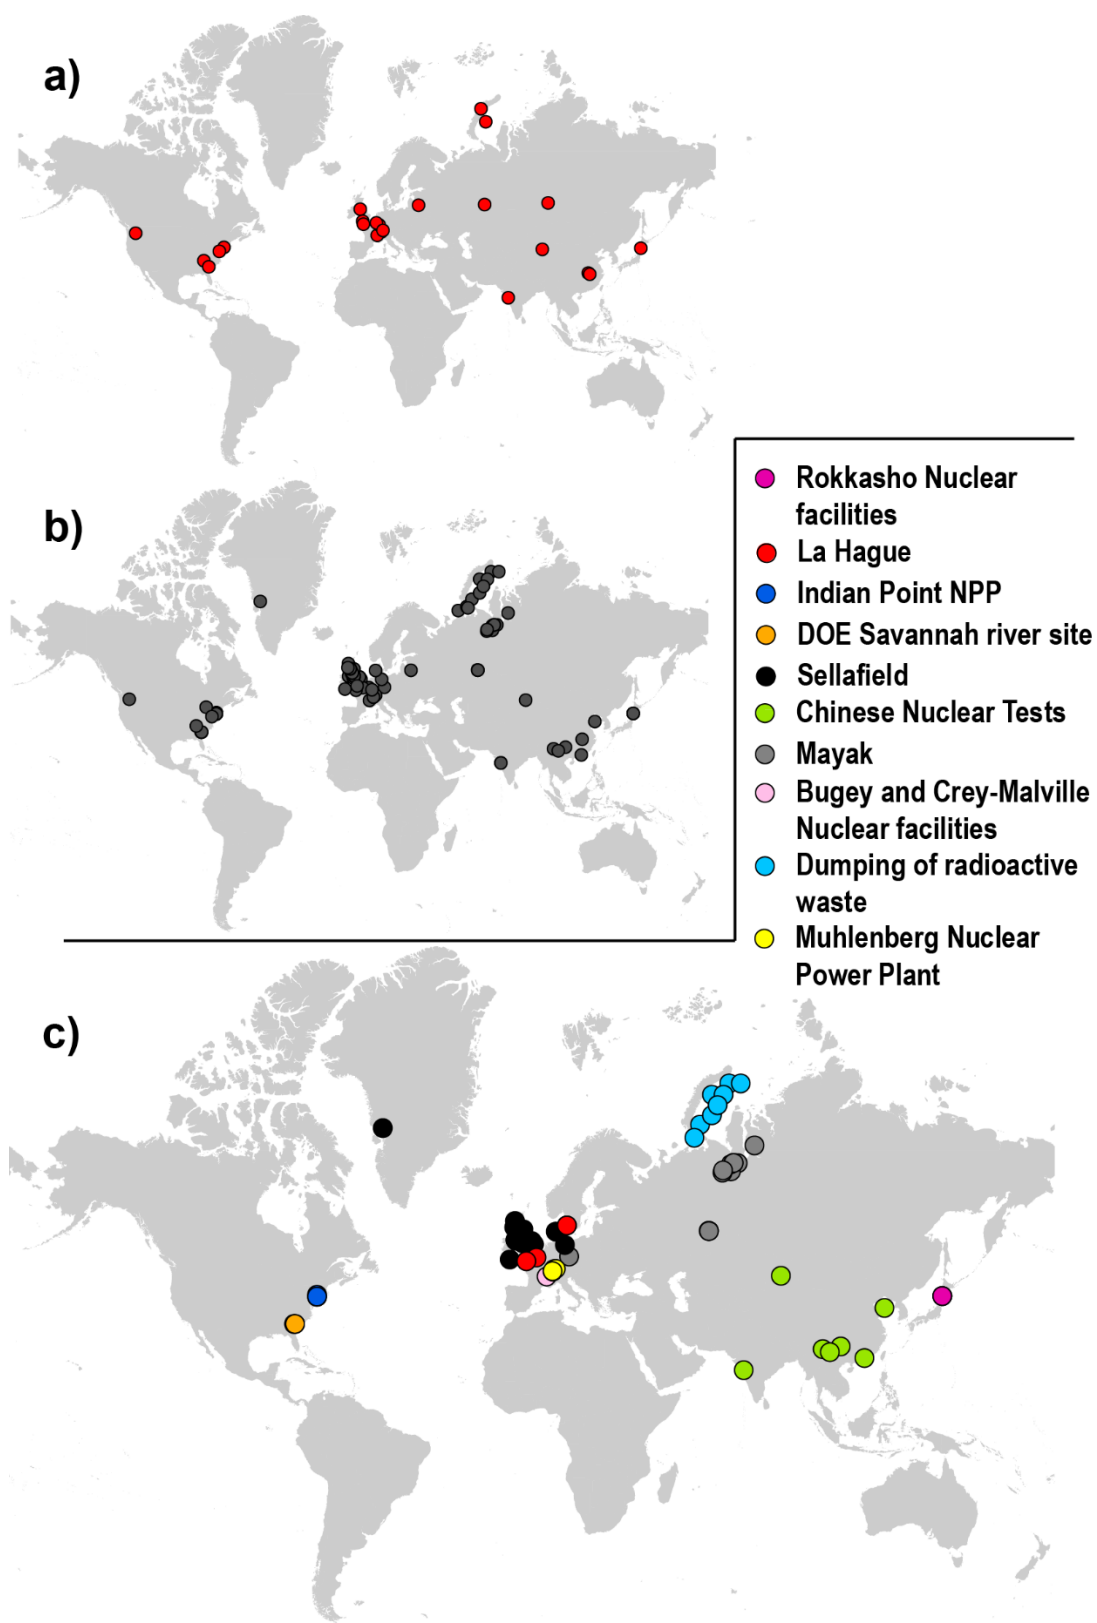 a)
b)
Rokkasho Nuclear
facilities
La Hague
Indian Point NPP
DOE Savannah river site
Sellafield
Chinese Nuclear Tests
Mayak
Bugey and Crey-Malville
Nuclear facilities
Dumping of radioactive
waste
Muhlenberg Nuclear
Power Plant
c)